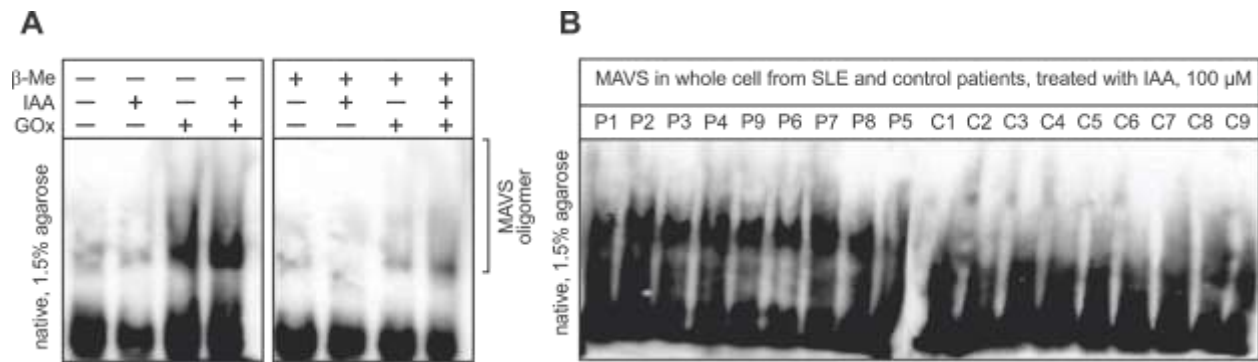 A
β-Me — — — — + + + +
IAA — + — + — + — +
GOx — — + + — — + +
native, 1.5% agarose
MAVS
oligomer
B
MAVS in whole cell from SLE and control patients, treated with IAA, 100 μM
P1 P2 P3 P4 P9 P6 P7 P8 P5 C1 C2 C3 C4 C5 C6 C7 C8 C9
native, 1.5% agarose